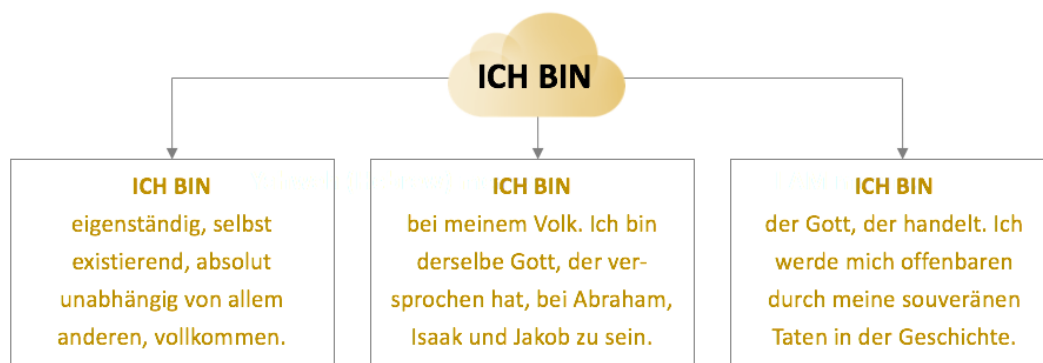 ICH BIN
ICH BIN
eigenständig, selbst
existierend, absolut
unabhängig von allem
anderen, vollkommen.
ICH BIN
bei meinem Volk. Ich bin
derselbe Gott, der ver-
sprochen hat, bei Abraham,
Isaak und Jakob zu sein.
ICH BIN
der Gott, der handelt. Ich
werde mich offenbaren
durch meine souveränen
Taten in der Geschichte.